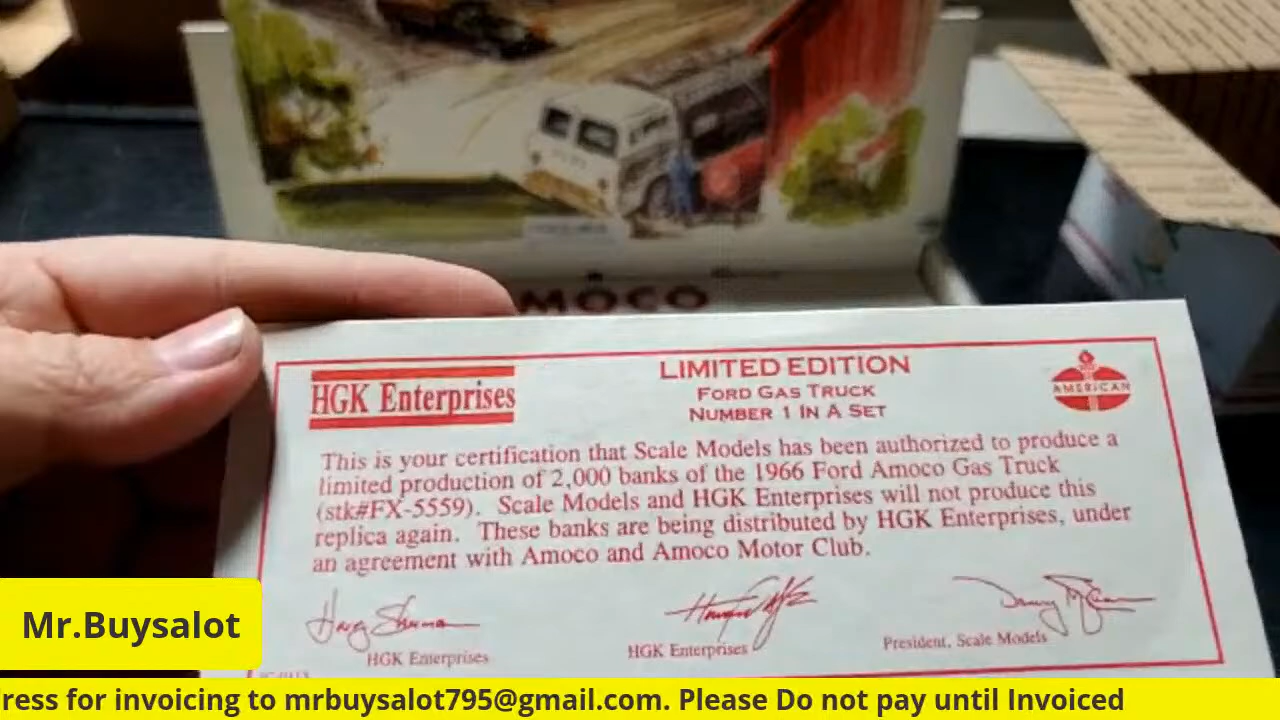 MOCO
HGK Enterprises
LIMITED EDITION
FORD GAS TRUCK
NUMBER 1 IN A SET
AMERICAN
This is your certification that Scale Models has been authorized to produce a
limited production of 2,000 banks of the 1966 Ford Amoco Gas Truck
(stk#FX-5559). Scale Models and HGK Enterprises will not produce this
replica again. These banks are being distributed by HGK Enterprises, under
an agreement with Amoco and Amoco Motor Club.
HGK Enterprises
HGK Enterprises
President, Scale Models
Mr.Buysalot
ress for invoicing to mrbuysalot795@gmail.com. Please Do not pay until Invoiced